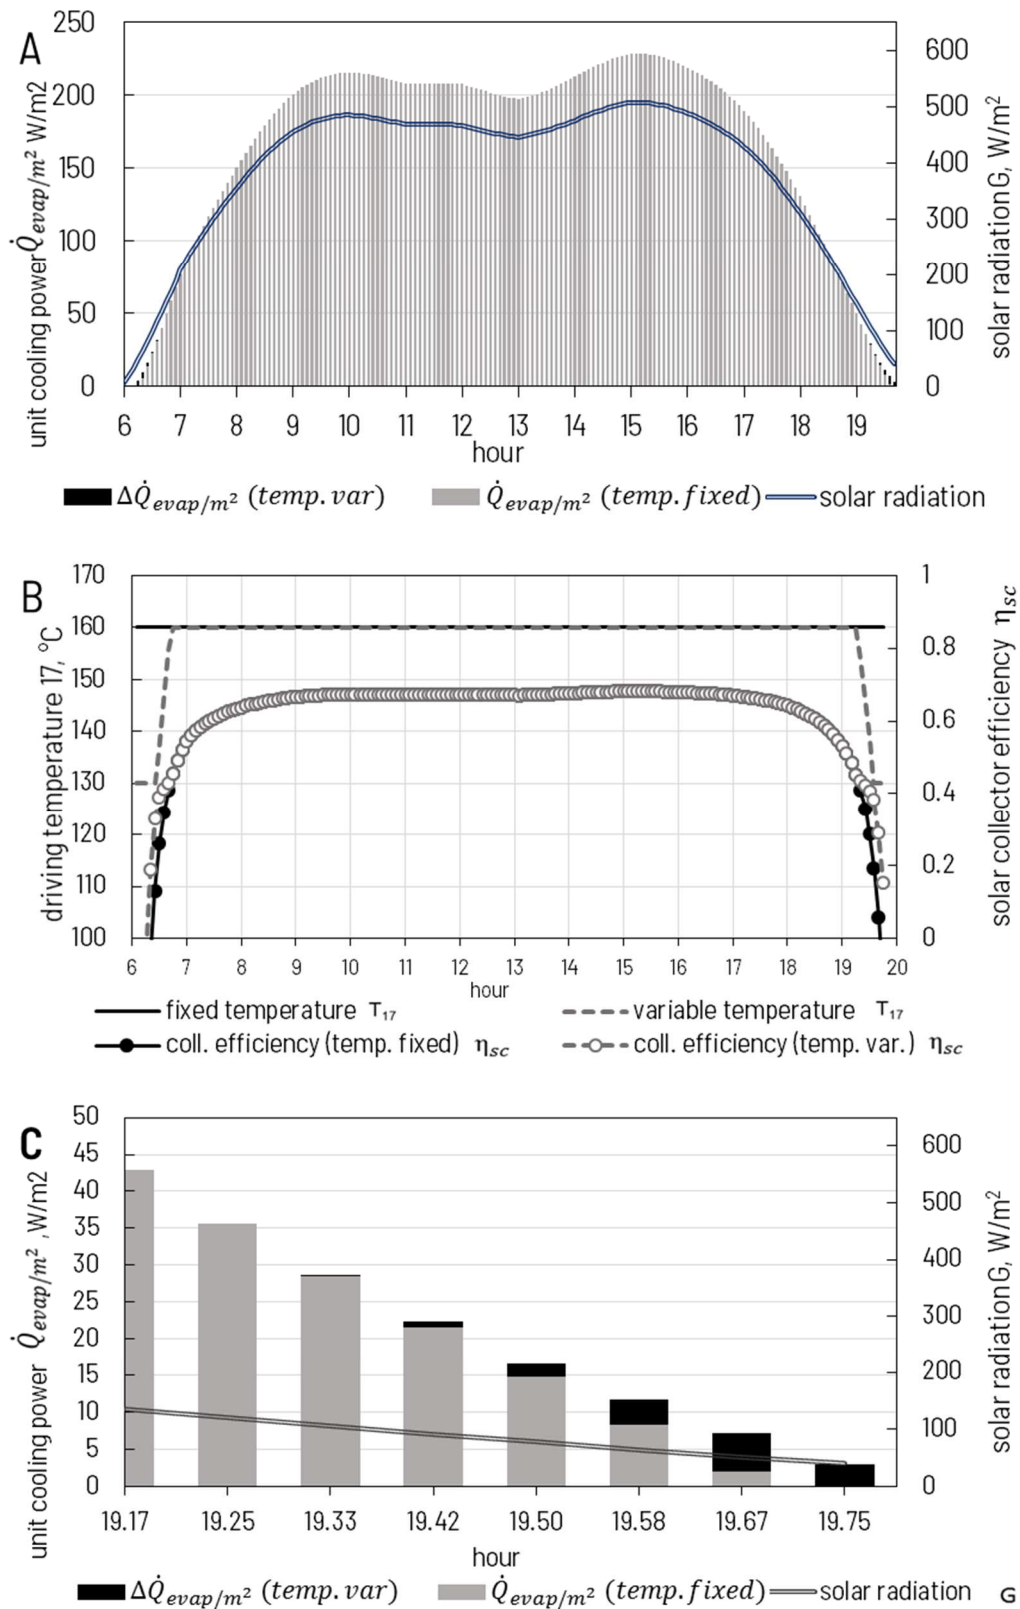 A
unit cooling power Q̇evap/m² W/m2
250
200
150
100
50
0
600
500
400
300
200
100
0
solar radiation G, W/m²
6 7 8 9 10 11 12 13 14 15 16 17 18 19
hour
ΔQ̇evap/m² (temp.var) Q̇evap/m² (temp.fixed) solar radiation
B
driving temperature 17, °C
170
160
150
140
130
120
110
100
1
0.8
0.6
0.4
0.2
0
solar collector efficiency ηsc
6 7 8 9 10 11 12 13 14 15 16 17 18 19 20
hour
fixed temperature T17 variable temperature T17
coll. efficiency (temp. fixed) ηsc coll. efficiency (temp. var.) ηsc
C
unit cooling power Q̇evap/m² ,W/m2
50
45
40
35
30
25
20
15
10
5
0
600
500
400
300
200
100
0
solar radiation G, W/m²
19.17 19.25 19.33 19.42 19.50 19.58 19.67 19.75
hour
ΔQ̇evap/m² (temp.var) Q̇evap/m² (temp.fixed) solar radiation G